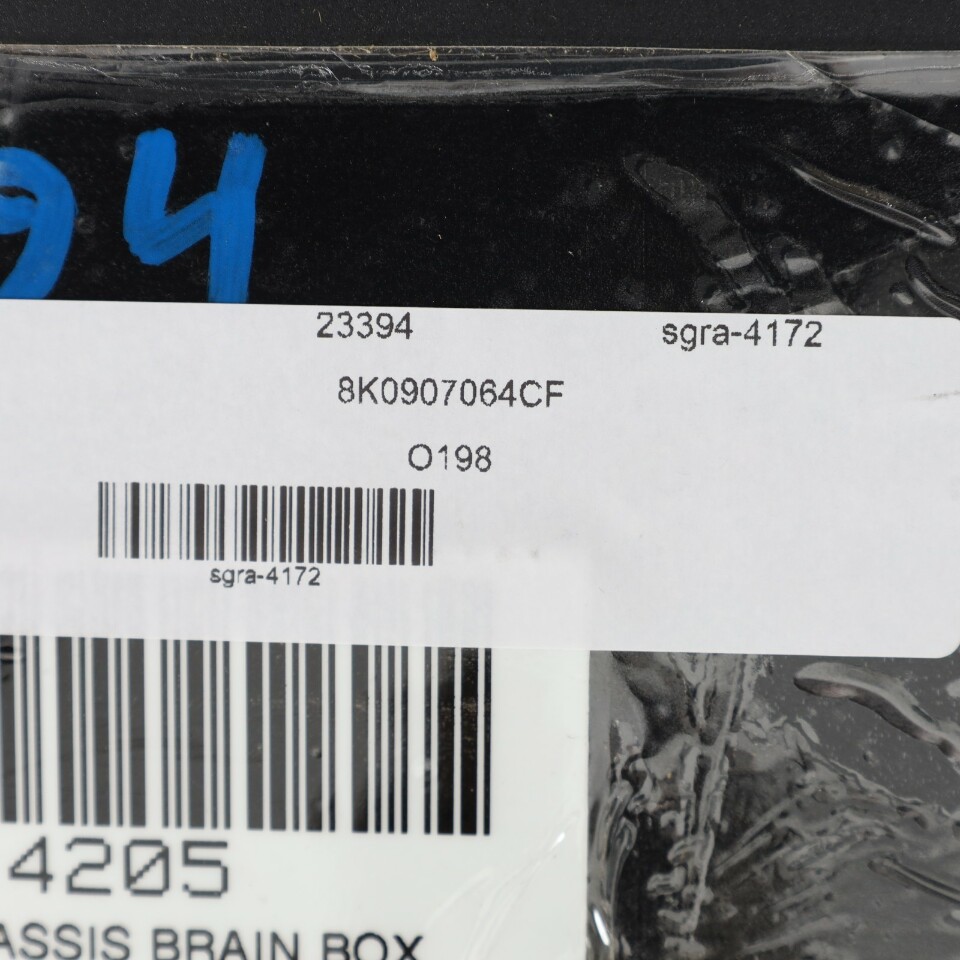 94
23394 sgra-4172
8K0907064CF
O198
sgra-4172
4205
ASSIS BRAIN BOX